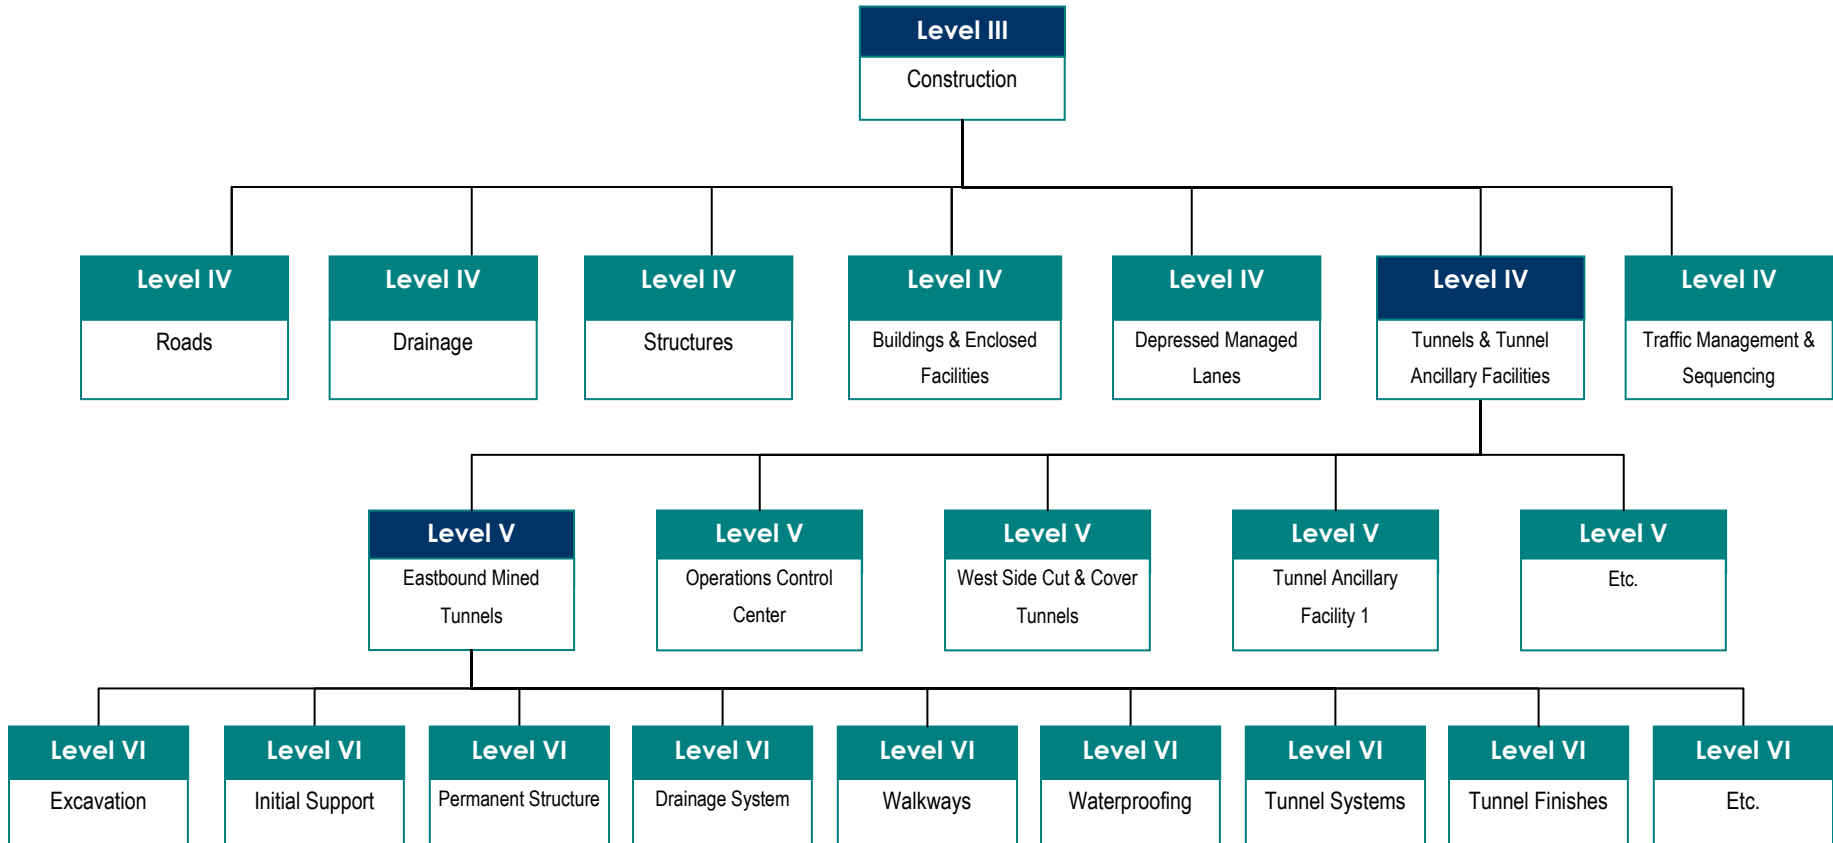 Level III
Construction
Level IV
Roads
Level IV
Drainage
Level IV
Structures
Level IV
Buildings & Enclosed
Facilities
Level IV
Depressed Managed
Lanes
Level IV
Tunnels & Tunnel
Ancillary Facilities
Level IV
Traffic Management &
Sequencing
Level V
Eastbound Mined
Tunnels
Level V
Operations Control
Center
Level V
West Side Cut & Cover
Tunnels
Level V
Tunnel Ancillary
Facility 1
Level V
Etc.
Level VI
Excavation
Level VI
Initial Support
Level VI
Permanent Structure
Level VI
Drainage System
Level VI
Walkways
Level VI
Waterproofing
Level VI
Tunnel Systems
Level VI
Tunnel Finishes
Level VI
Etc.